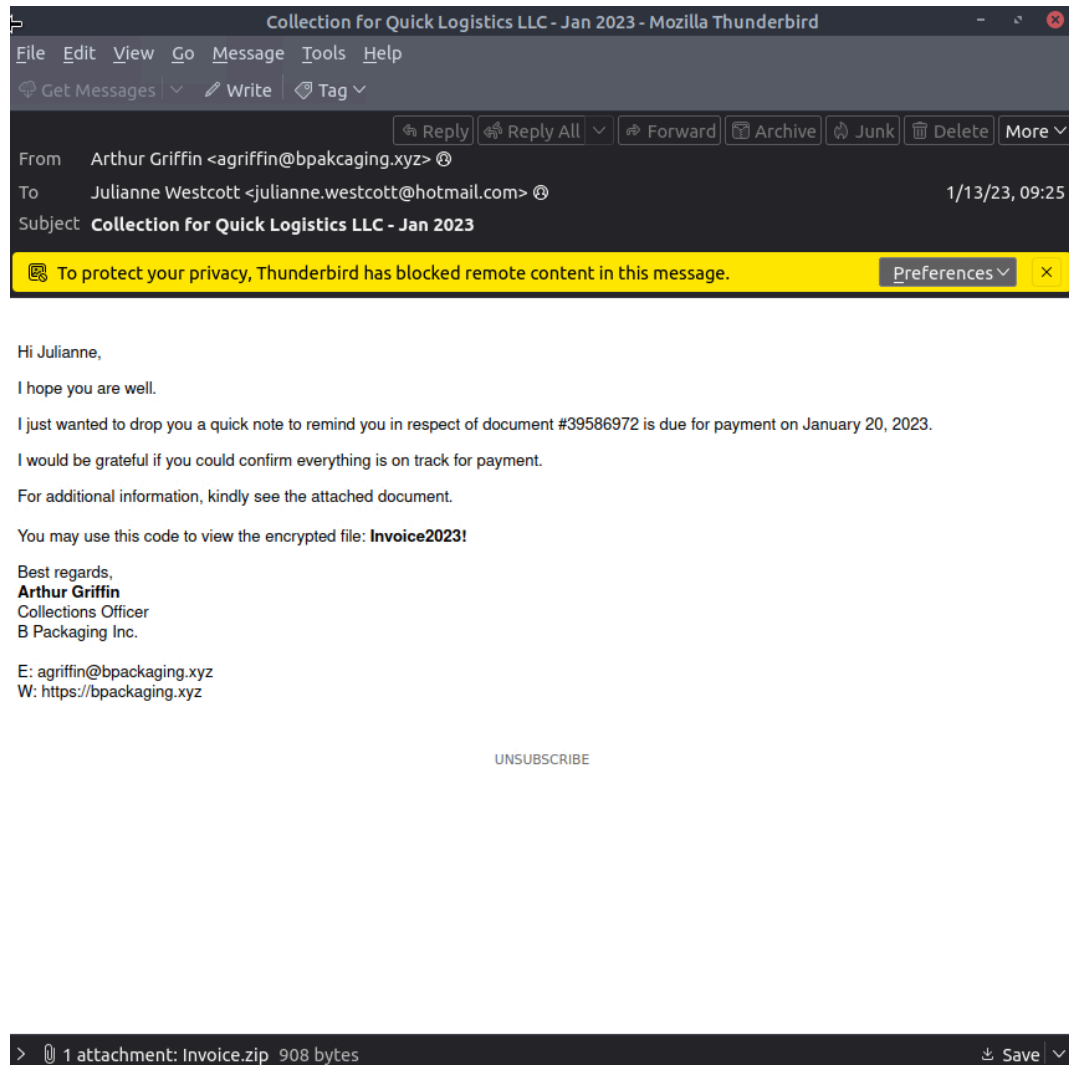 Collection for Quick Logistics LLC - Jan 2023 - Mozilla Thunderbird
File Edit View Go Message Tools Help
Get Messages Write Tag
Reply Reply All Forward Archive Junk Delete More
From Arthur Griffin <agriffin@bpakcaging.xyz>
To Julianne Westcott <julianne.westcott@hotmail.com> 1/13/23, 09:25
Subject Collection for Quick Logistics LLC - Jan 2023
To protect your privacy, Thunderbird has blocked remote content in this message. Preferences
Hi Julianne,
I hope you are well.
I just wanted to drop you a quick note to remind you in respect of document #39586972 is due for payment on January 20, 2023.
I would be grateful if you could confirm everything is on track for payment.
For additional information, kindly see the attached document.
You may use this code to view the encrypted file: Invoice2023!
Best regards,
Arthur Griffin
Collections Officer
B Packaging Inc.
E: agriffin@bpackaging.xyz
W: https://bpackaging.xyz
UNSUBSCRIBE
1 attachment: Invoice.zip 908 bytes Save